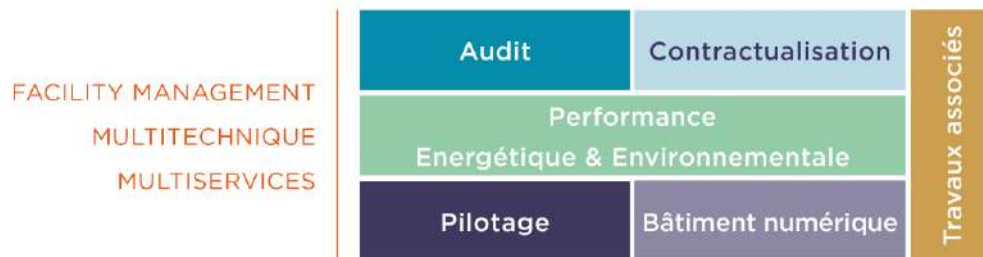 FACILITY MANAGEMENT
MULTITECHNIQUE
MULTISERVICES
Audit
Contractualisation
Performance
Energétique & Environnementale
Pilotage
Bâtiment numérique
Travaux associés